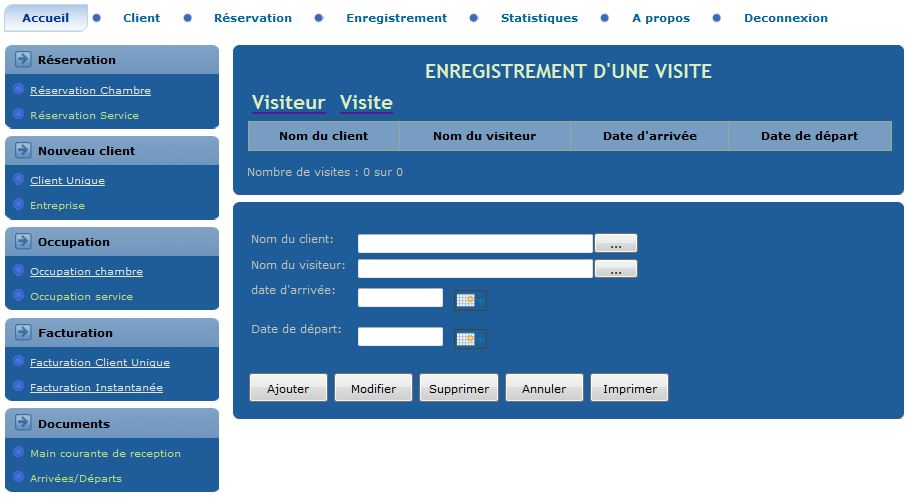 Accueil Client Réservation Enregistrement Statistiques A propos Deconnexion
Réservation
Réservation Chambre
Réservation Service
Nouveau client
Client Unique
Entreprise
Occupation
Occupation chambre
Occupation service
Facturation
Facturation Client Unique
Facturation Instantanée
Documents
Main courante de reception
Arrivées/Départs
ENREGISTREMENT D'UNE VISITE
Visiteur Visite
Nom du client Nom du visiteur Date d'arrivée Date de départ
Nombre de visites : 0 sur 0
Nom du client: ...
Nom du visiteur: ...
date d'arrivée:
Date de départ:
Ajouter Modifier Supprimer Annuler Imprimer